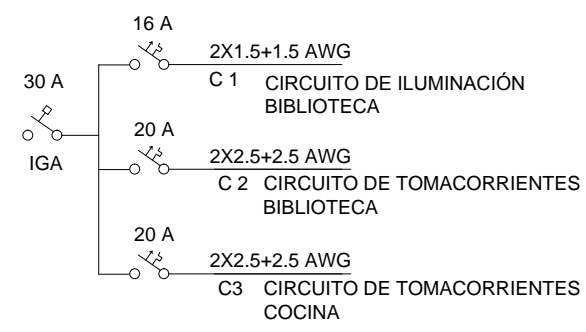 16 A
2X1.5+1.5 AWG
C 1 CIRCUITO DE ILUMINACIÓN
BIBLIOTECA
30 A
IGA
20 A
2X2.5+2.5 AWG
C 2 CIRCUITO DE TOMACORRIENTES
BIBLIOTECA
20 A
2X2.5+2.5 AWG
C3 CIRCUITO DE TOMACORRIENTES
COCINA